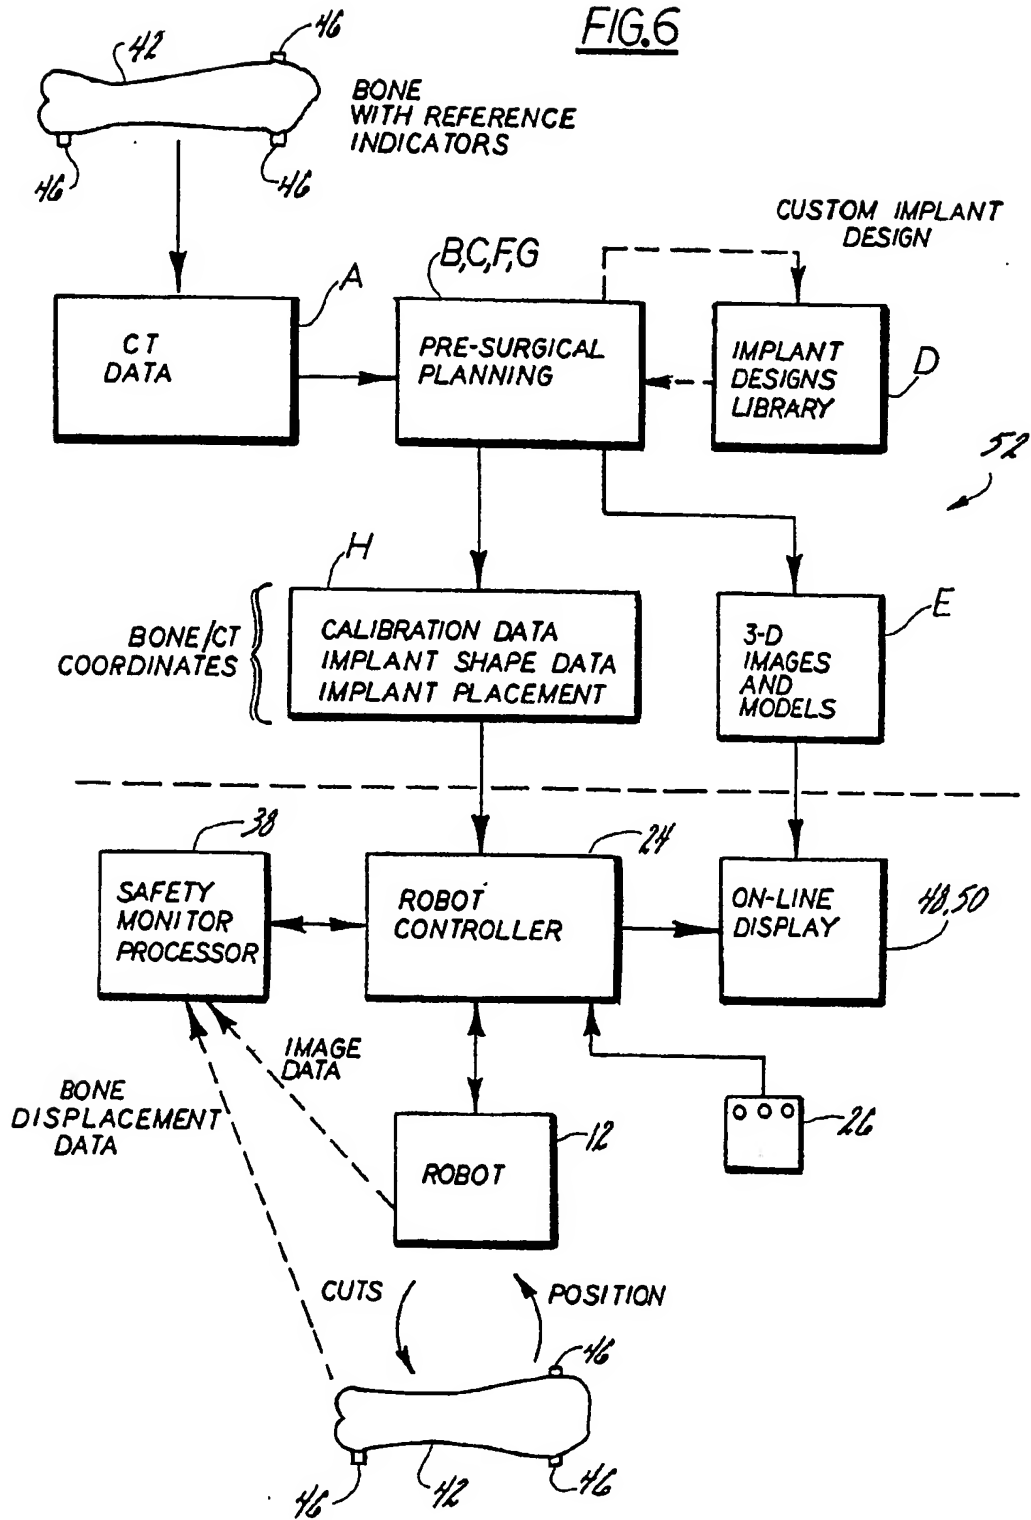 FIG.6
46
42
BONE
WITH REFERENCE
INDICATORS
46
46
CUSTOM IMPLANT
DESIGN
B,C,F,G
A
CT
DATA
PRE-SURGICAL
PLANNING
IMPLANT
DESIGNS
LIBRARY
D
52
H
E
BONE/CT
COORDINATES
CALIBRATION DATA
IMPLANT SHAPE DATA
IMPLANT PLACEMENT
3-D
IMAGES
AND
MODELS
38
24
SAFETY
MONITOR
PROCESSOR
ROBOT
CONTROLLER
ON-LINE
DISPLAY
48,50
IMAGE
DATA
BONE
DISPLACEMENT
DATA
12
26
ROBOT
CUTS
POSITION
46
46
42
46